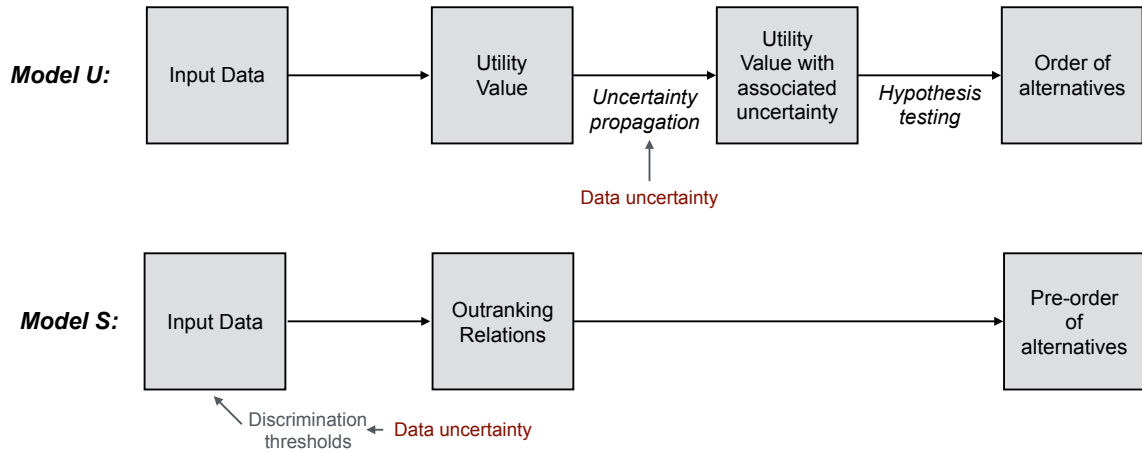 Model U:
Input Data
Utility
Value
Uncertainty
propagation
Data uncertainty
Utility
Value with
associated
uncertainty
Hypothesis
testing
Order of
alternatives
Model S:
Input Data
Discrimination
thresholds
Data uncertainty
Outranking
Relations
Pre-order
of
alternatives